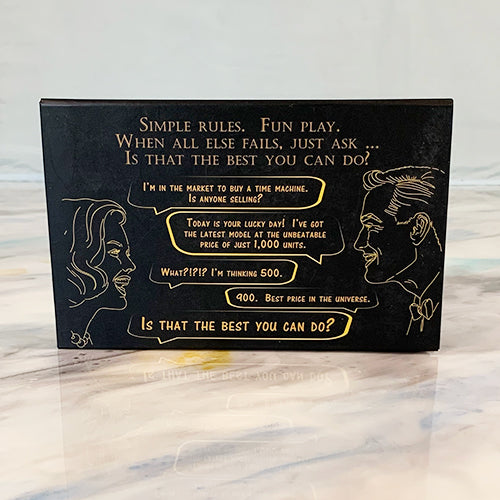 SIMPLE RULES. FUN PLAY.
WHEN ALL ELSE FAILS, JUST ASK ...
IS THAT THE BEST YOU CAN DO?
I'M IN THE MARKET TO BUY A TIME MACHINE.
IS ANYONE SELLING?
TODAY IS YOUR LUCKY DAY! I'VE GOT
THE LATEST MODEL AT THE UNBEATABLE
PRICE OF JUST 1,000 UNITS.
WHAT?!?!? I'M THINKING 500.
900. BEST PRICE IN THE UNIVERSE.
IS THAT THE BEST YOU CAN DO?